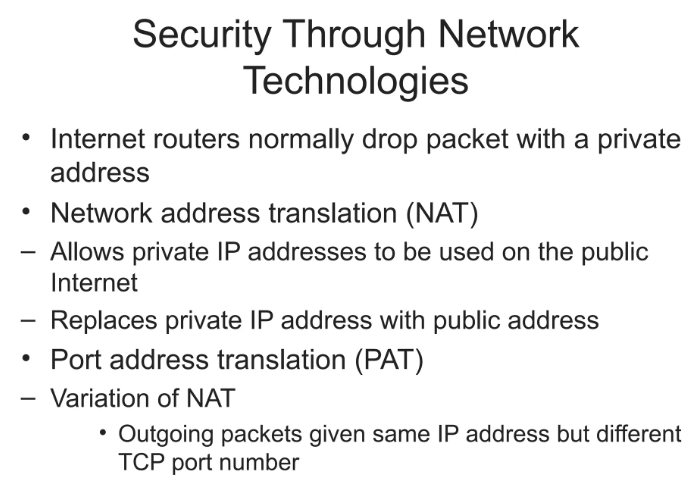 Security Through Network
Technologies
• Internet routers normally drop packet with a private
address
• Network address translation (NAT)
– Allows private IP addresses to be used on the public
Internet
– Replaces private IP address with public address
• Port address translation (PAT)
– Variation of NAT
• Outgoing packets given same IP address but different
TCP port number